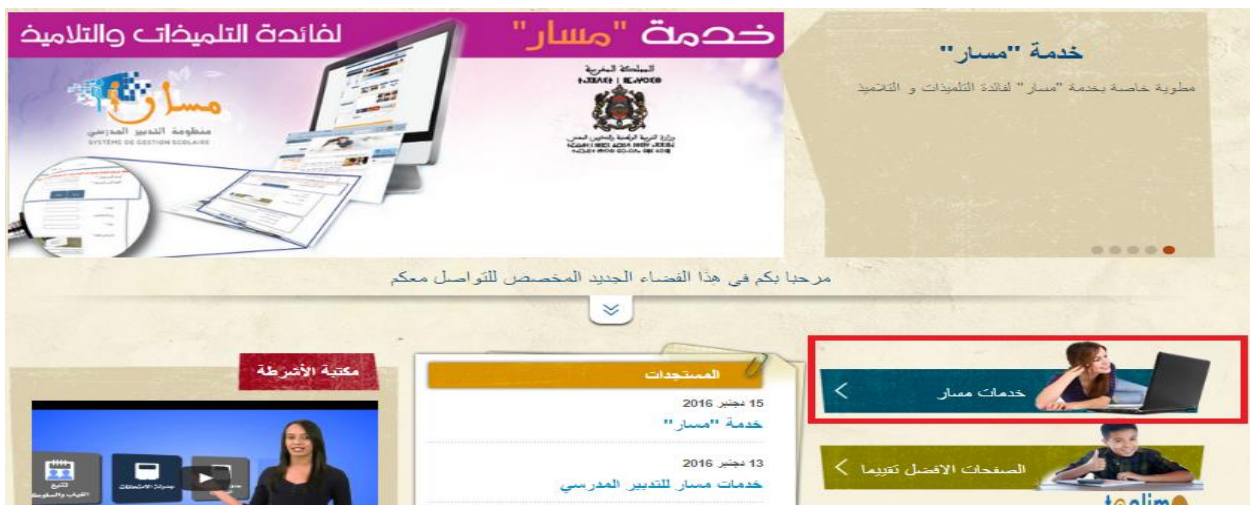 خدمة "مسار"
لفائدة التلميذات والتلاميذ
خدمة "مسار"
مطوية خاصة بخدمة "مسار" لفائدة التلميذات و التلاميذ
المملكة المغربية
مسار
منظومة التدبير المدرسي
SYSTÈME DE GESTION SCOLAIRE
مرحبا بكم في هذا الفضاء الجديد المخصص للتواصل معكم
خدمات مسار
الصفحات الافضل تقييما
المستجدات
15 دجنبر 2016
خدمة "مسار"
13 دجنبر 2016
خدمات مسار للتدبير المدرسي
مكتبة الأشرطة